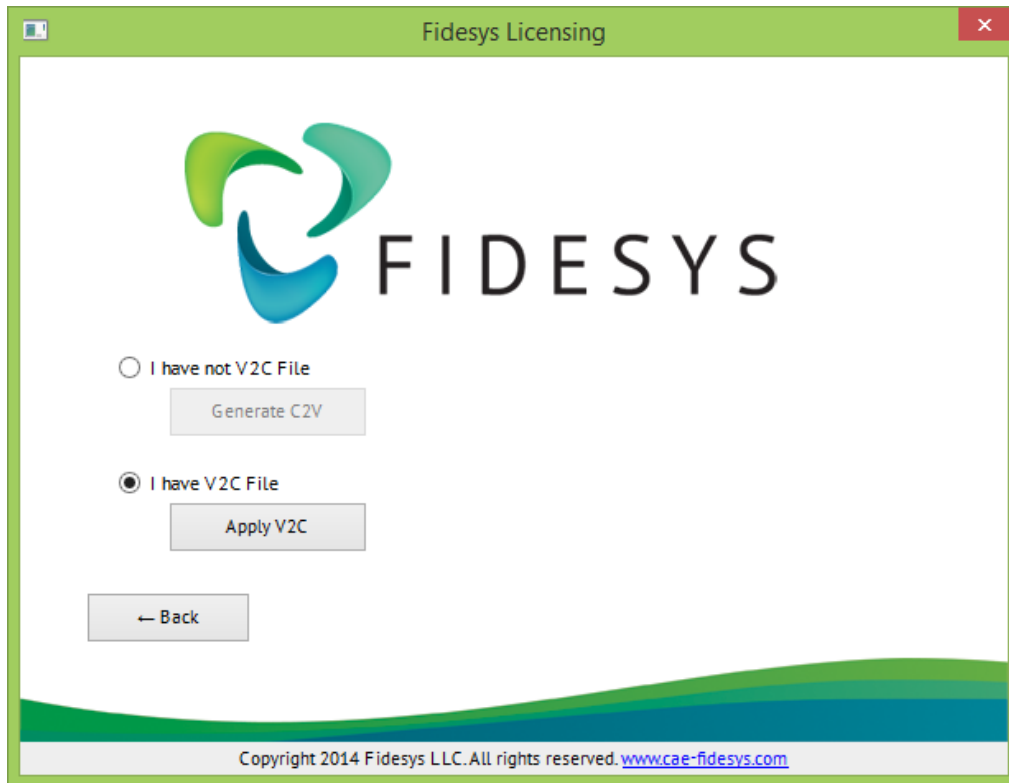 Fidesys Licensing
FIDESYS
I have not V2C File
Generate C2V
I have V2C File
Apply V2C
← Back
Copyright 2014 Fidesys LLC. All rights reserved. www.cae-fidesys.com